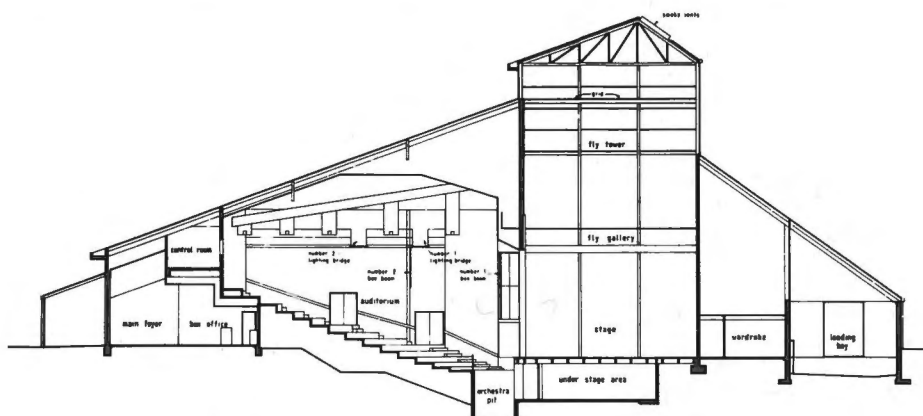 smoke vents
grid
fly tower
fly gallery
control room
number 2
lighting bridge
number 1
lighting bridge
number 2
box boom
number 1
box boom
auditorium
main foyer
box office
stage
wardrobe
loading
bay
orchestra
pit
under stage area